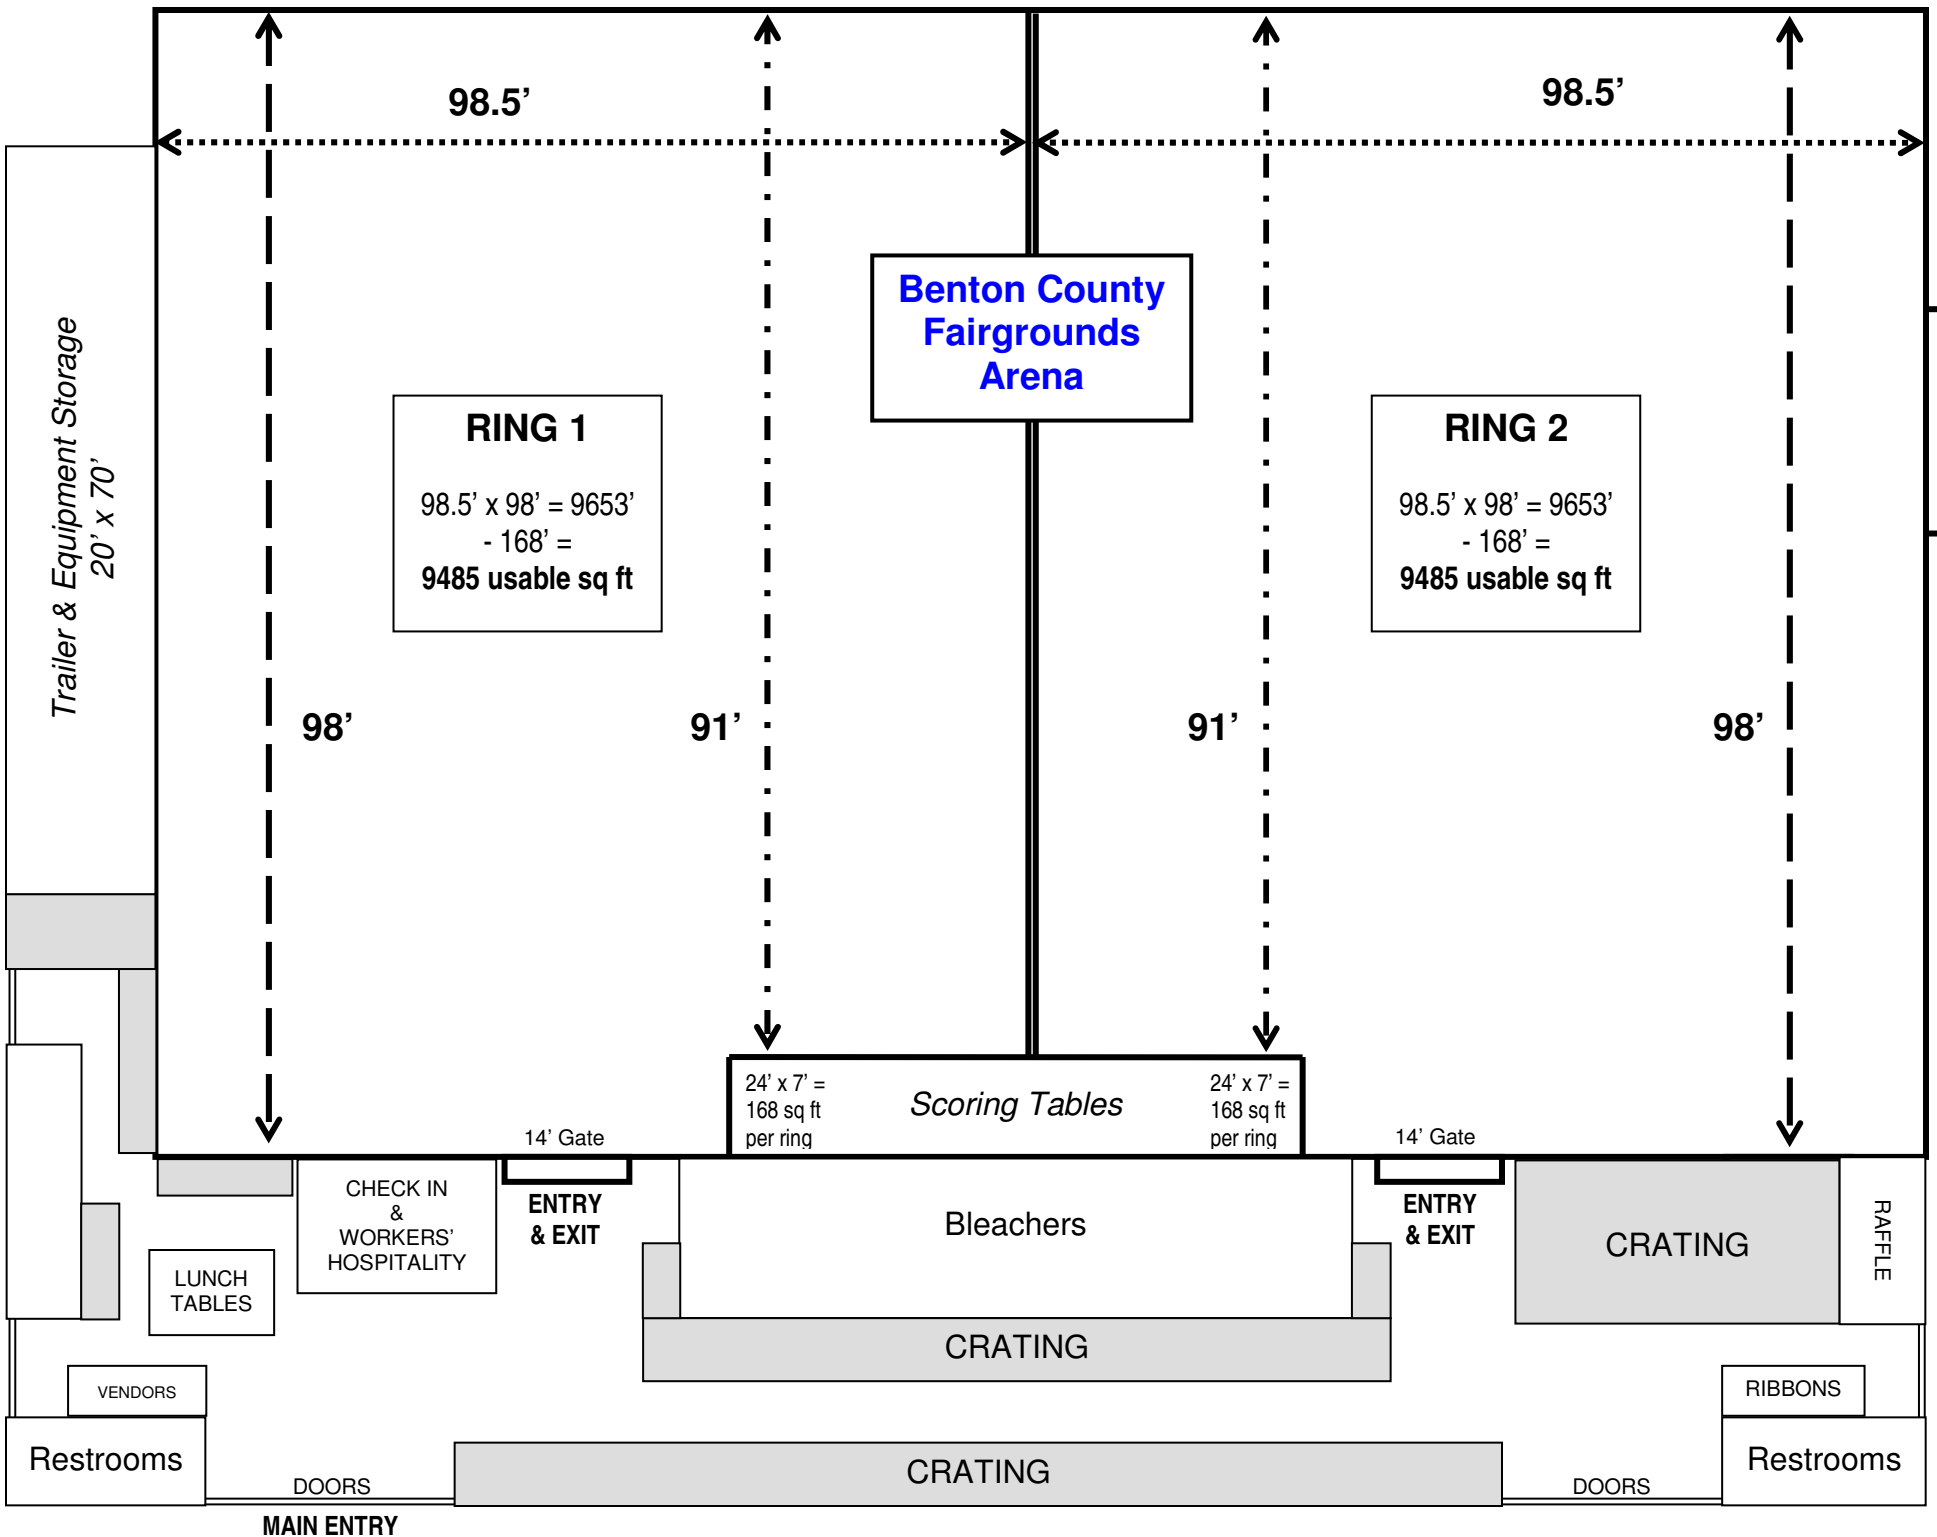 98.5’
98.5’
Benton County
Fairgrounds
Arena
Trailer & Equipment Storage
20’ x 70’
RING 1
98.5’ x 98’ = 9653’
- 168’ =
9485 usable sq ft
RING 2
98.5’ x 98’ = 9653’
- 168’ =
9485 usable sq ft
98’
91’
91’
98’
24’ x 7’ =
168 sq ft
per ring
Scoring Tables
24’ x 7’ =
168 sq ft
per ring
14’ Gate
14’ Gate
CHECK IN
&
WORKERS’
HOSPITALITY
ENTRY
& EXIT
Bleachers
ENTRY
& EXIT
CRATING
RAFFLE
LUNCH
TABLES
CRATING
VENDORS
RIBBONS
Restrooms
DOORS
CRATING
DOORS
Restrooms
MAIN ENTRY